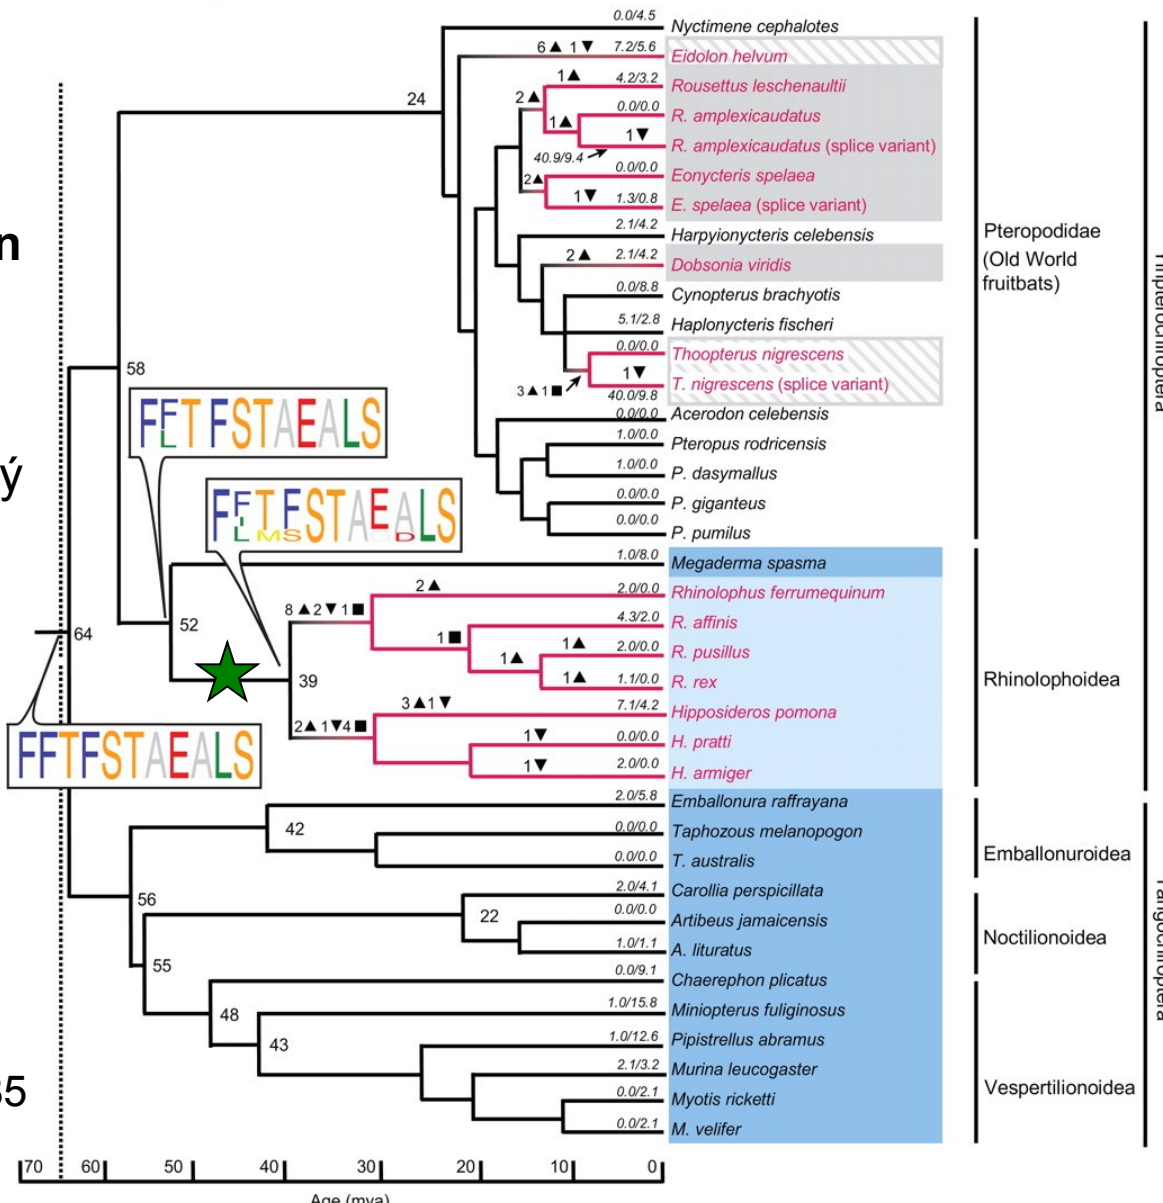 0.0/4.5 Nyctimene cephalotes
6▲ 1▼ 7.2/5.6 Eidolon helvum
1▲ 4.2/3.2 Rousettus leschenaultii
24 2▲ 0.0/0.0 R. amplexicaudatus
1▲ 1▼ R. amplexicaudatus (splice variant)
40.9/9.4
2▲ 0.0/0.0 Eonycteris spelaea
1▼ 1.3/0.8 E. spelaea (splice variant)
2.1/4.2 Harpyionycteris celebensis
n
Pteropodidae
(Old World
fruitbats)
2▲ 2.1/4.2 Dobsonia viridis
0.0/8.8 Cynopterus brachyotis
5.1/2.8 Haplonycteris fischeri
0.0/0.0 Thoopterus nigrescens
58
1▼ T. nigrescens (splice variant)
3▲1■ 40.0/9.8
0.0/0.0 Acerodon celebensis
FFTFSTAEALS
L
1.0/0.0 Pteropus rodricensis
1.0/0.0 P. dasymallus
ý
0.0/0.0 P. giganteus
FFTFSTAEALS
0.0/0.0 P. pumilus
1.0/8.0 Megaderma spasma
2▲ 2.0/0.0 Rhinolophus ferrumequinum
8▲2▼1■
52
64
4.3/2.0 R. affinis
1■
1▲ 2.0/0.0 R. pusillus
1▲
1▲ 1.1/0.0 R. rex
39
Rhinolophoidea
3▲1▼ 7.1/4.2 Hipposideros pomona
2▲1▼4■
1▼ 0.0/0.0 H. pratti
FFTFSTAEALS
1▼ 2.0/0.0 H. armiger
2.0/5.8 Emballonura raffrayana
42
0.0/0.0 Taphozous melanopogon
0.0/0.0 T. australis
Emballonuroidea
56
2.0/4.1 Carollia perspicillata
22
0.0/0.0 Artibeus jamaicensis
1.0/1.1 A. lituratus
Noctilionoidea
55
0.0/9.1 Chaerephon plicatus
48
1.0/15.8 Miniopterus fuliginosus
43
1.0/12.6 Pipistrellus abramus
2.1/3.2 Murina leucogaster
0.0/2.1 Myotis ricketti
0.0/2.1 M. velifer
Vespertilionoidea
35
70 60 50 40 30 20 10 0
Age (mya)